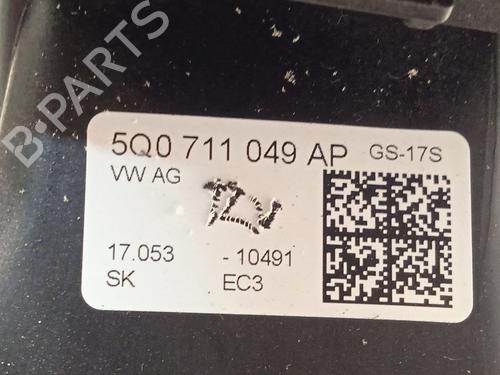 B-PARTS
5Q0 711 049 AP GS-17S
VW AG
17.053 - 10491
SK EC3